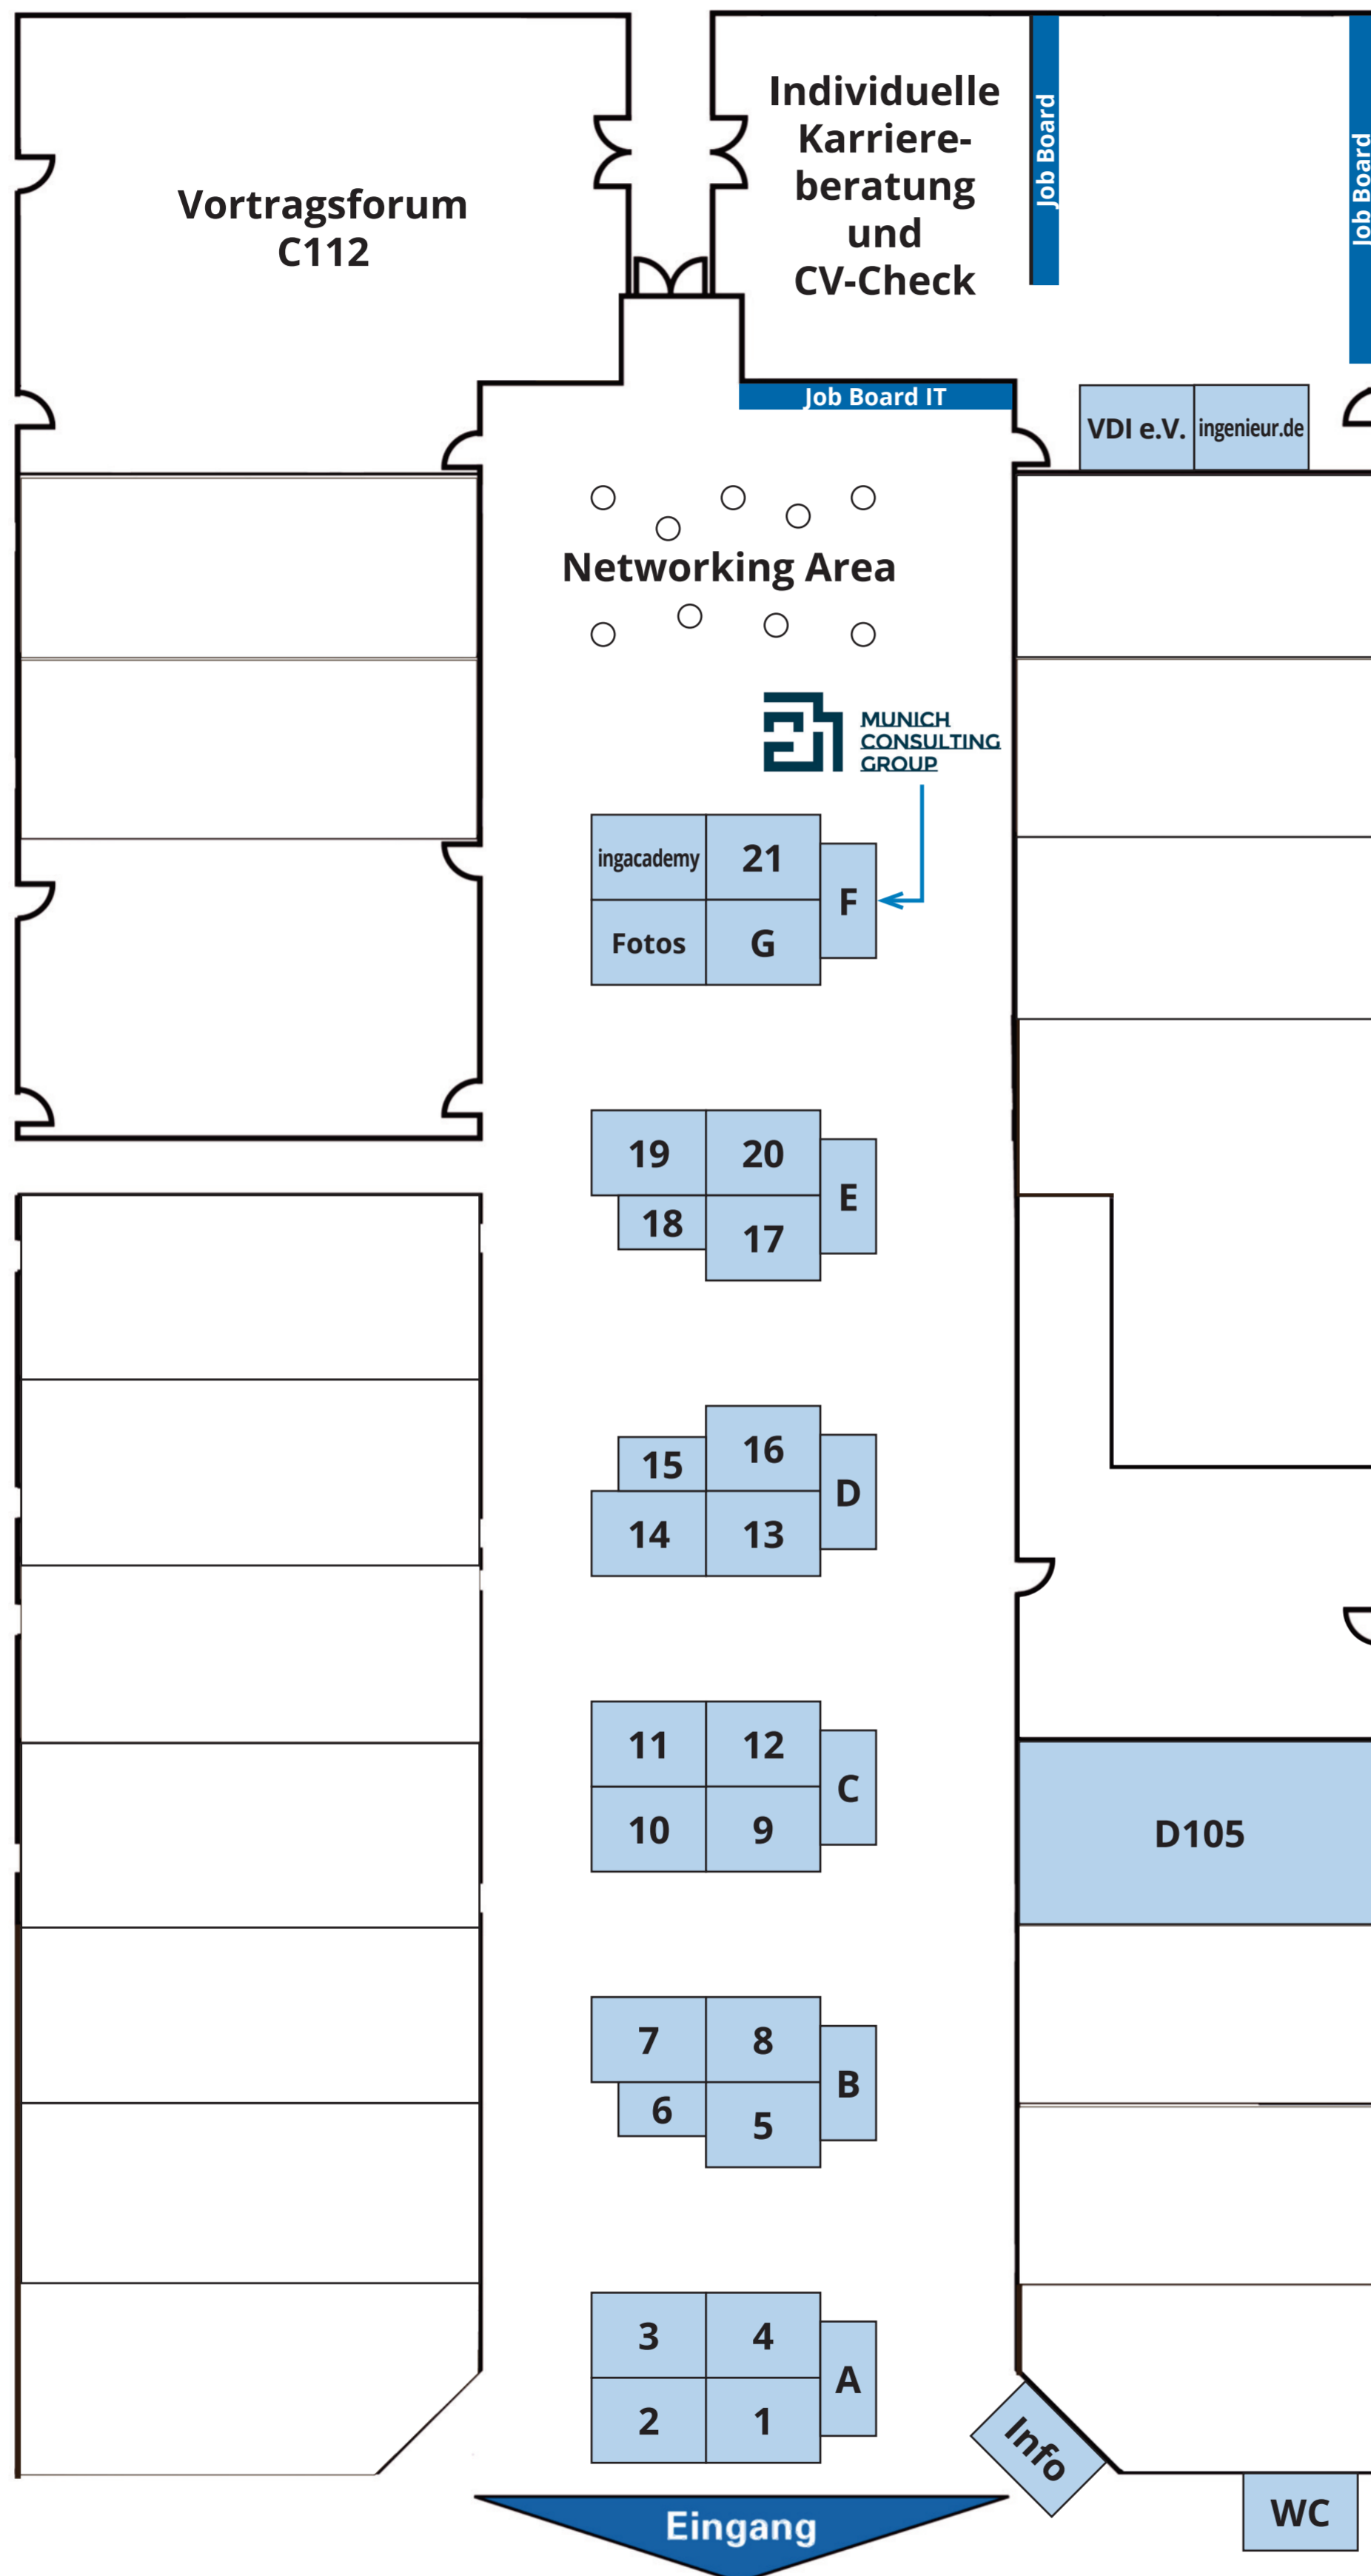 Vortragsforum
C112
Individuelle
Karriere-
beratung
und
CV-Check
Job Board
Job Board
Job Board IT
VDI e.V.
ingenieur.de
Networking Area
MUNICH
CONSULTING
GROUP
ingacademy
21
F
Fotos
G
19
20
E
18
17
15
16
D
14
13
11
12
C
10
9
D105
7
8
B
6
5
3
4
A
2
1
Info
WC
Eingang